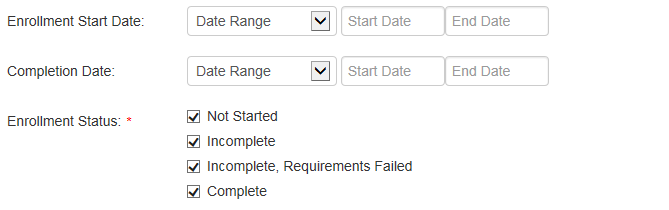 Enrollment Start Date: Date Range Start Date End Date
Completion Date: Date Range Start Date End Date
Enrollment Status: * Not Started
Incomplete
Incomplete, Requirements Failed
Complete